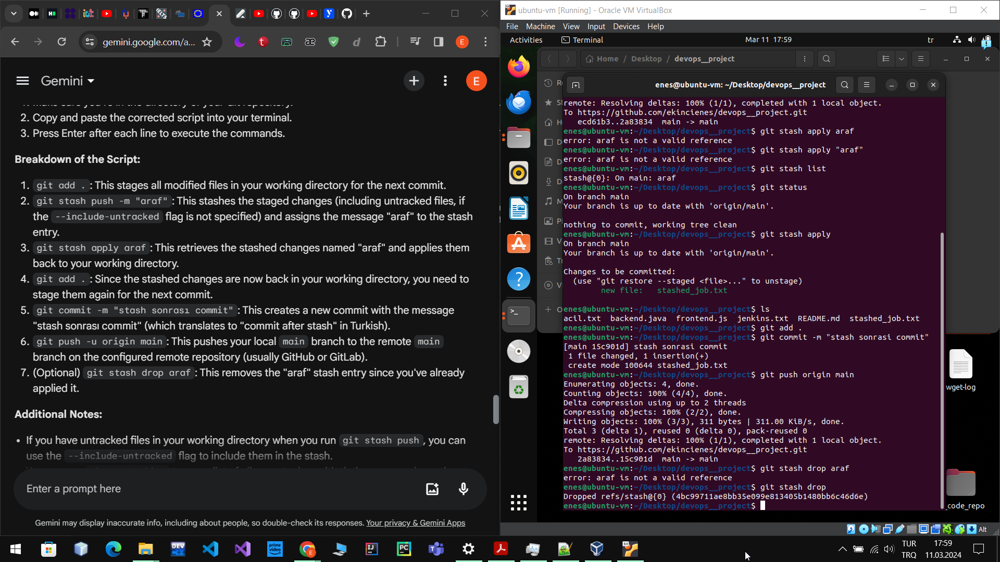 gemini.google.com/a...
E
Gemini
E
2. Copy and paste the corrected script into your terminal.
3. Press Enter after each line to execute the commands.
Breakdown of the Script:
1. git add . : This stages all modified files in your working directory for the next commit.
2. git stash push -m "araf" : This stashes the staged changes (including untracked files, if
the --include-untracked flag is not specified) and assigns the message "araf" to the stash
entry.
3. git stash apply araf : This retrieves the stashed changes named "araf" and applies them
back to your working directory.
4. git add . : Since the stashed changes are now back in your working directory, you need to
stage them again for the next commit.
5. git commit -m "stash sonrası commit" : This creates a new commit with the message
"stash sonrası commit" (which translates to "commit after stash" in Turkish).
6. git push -u origin main : This pushes your local main branch to the remote main
branch on the configured remote repository (usually GitHub or GitLab).
7. (Optional) git stash drop araf : This removes the "araf" stash entry since you've already
applied it.
Additional Notes:
• If you have untracked files in your working directory when you run git stash push , you can
use the --include-untracked flag to include them in the stash.
Enter a prompt here
Gemini may display inaccurate info, including about people, so double-check its responses. Your privacy & Gemini Apps
ubuntu-vm [Running] - Oracle VM VirtualBox
File Machine View Input Devices Help
Activities Terminal Mar 11 17:59 tr
Home / Desktop / devops__project
enes@ubuntu-vm: ~/Desktop/devops__project
remote: Resolving deltas: 100% (1/1), completed with 1 local object.
To https://github.com/ekincienes/devops__project.git
ecd61b3..2a83834 main -> main
enes@ubuntu-vm:~/Desktop/devops__project$ git stash apply araf
error: araf is not a valid reference
enes@ubuntu-vm:~/Desktop/devops__project$ git stash apply "araf"
error: araf is not a valid reference
enes@ubuntu-vm:~/Desktop/devops__project$ git stash list
stash@{0}: On main: araf
enes@ubuntu-vm:~/Desktop/devops__project$ git status
On branch main
Your branch is up to date with 'origin/main'.
nothing to commit, working tree clean
enes@ubuntu-vm:~/Desktop/devops__project$ git stash apply
On branch main
Your branch is up to date with 'origin/main'.
Changes to be committed:
(use "git restore --staged <file>..." to unstage)
new file: stashed_job.txt
enes@ubuntu-vm:~/Desktop/devops__project$ ls
acil.txt backend.java frontend.js jenkins.txt README.md stashed_job.txt
enes@ubuntu-vm:~/Desktop/devops__project$ git add .
enes@ubuntu-vm:~/Desktop/devops__project$ git commit -m "stash sonrasi commit"
[main 15c901d] stash sonrasi commit
1 file changed, 1 insertion(+)
create mode 100644 stashed_job.txt
enes@ubuntu-vm:~/Desktop/devops__project$ git push origin main
Enumerating objects: 4, done.
Counting objects: 100% (4/4), done.
Delta compression using up to 2 threads
Compressing objects: 100% (2/2), done.
Writing objects: 100% (3/3), 311 bytes | 311.00 KiB/s, done.
Total 3 (delta 1), reused 0 (delta 0), pack-reused 0
remote: Resolving deltas: 100% (1/1), completed with 1 local object.
To https://github.com/ekincienes/devops__project.git
2a83834..15c901d main -> main
enes@ubuntu-vm:~/Desktop/devops__project$ git stash drop araf
error: araf is not a valid reference
enes@ubuntu-vm:~/Desktop/devops__project$ git stash drop
Dropped refs/stash@{0} (4bc99711ae8bb35e099e813405b1480bb6c46d6e)
enes@ubuntu-vm:~/Desktop/devops__project$
wget-log
_code_repo
Alt
TUR
TRQ
17:59
11.03.2024